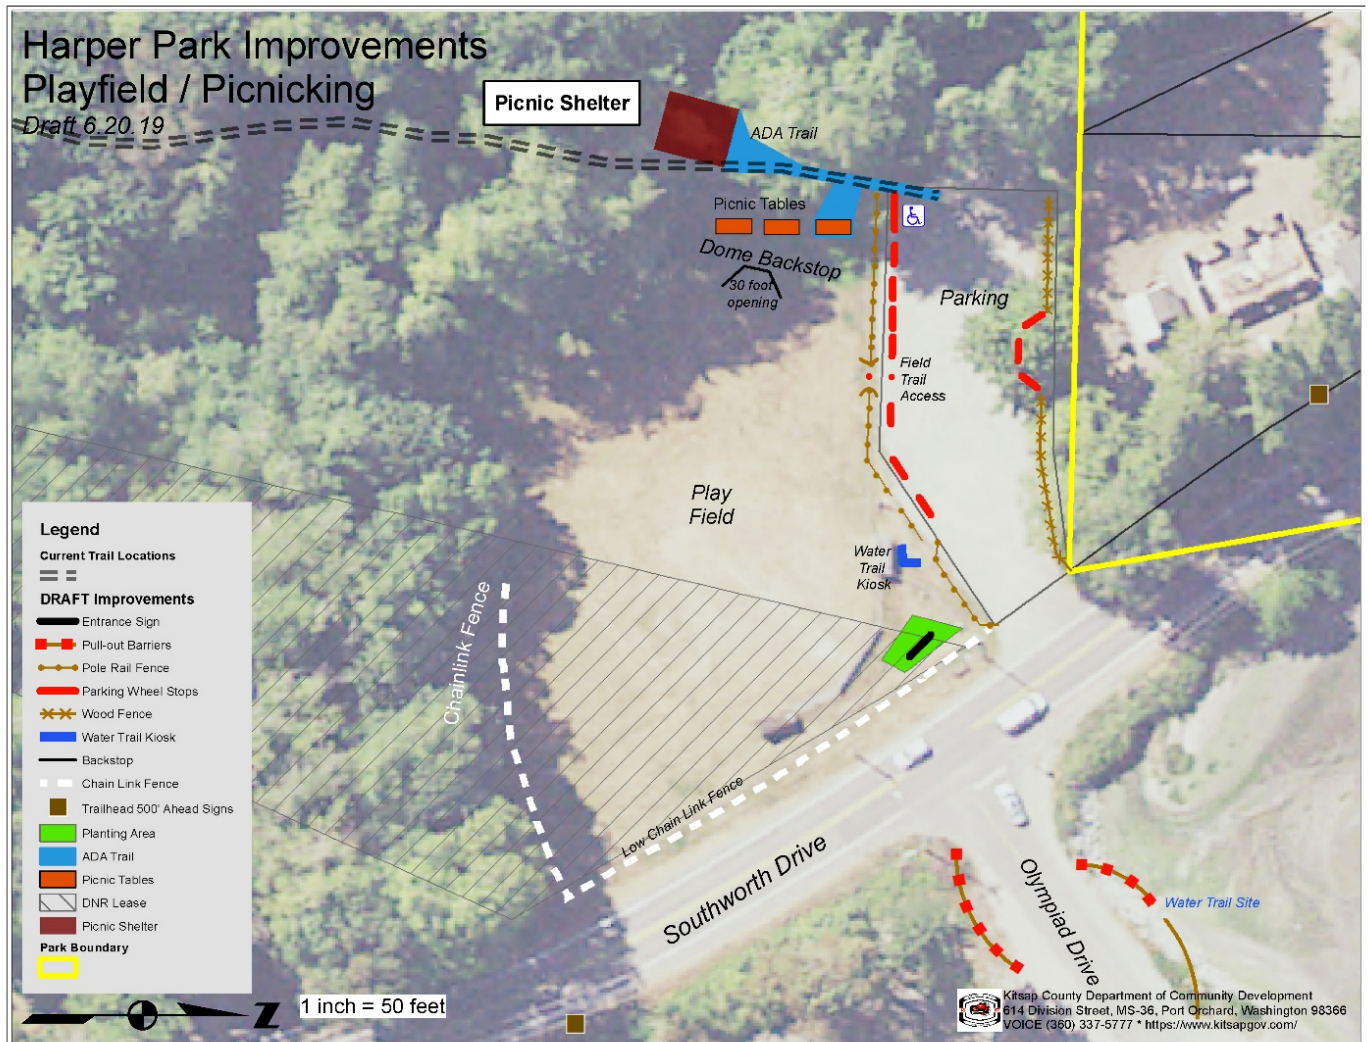 Harper Park Improvements
Playfield / Picnicking
Draft 6.20.19
Picnic Shelter
ADA Trail
Picnic Tables
Dome Backstop
30 foot
opening
Parking
Field
Trail
Access
Play
Field
Water
Trail
Kiosk
Chainlink Fence
Low Chain Link Fence
Southworth Drive
Olympiad Drive
Water Trail Site
Legend
Current Trail Locations
DRAFT Improvements
Entrance Sign
Pull-out Barriers
Pole Rail Fence
Parking Wheel Stops
Wood Fence
Water Trail Kiosk
Backstop
Chain Link Fence
Trailhead 500' Ahead Signs
Planting Area
ADA Trail
Picnic Tables
DNR Lease
Picnic Shelter
Park Boundary
Z
1 inch = 50 feet
Kitsap County Department of Community Development
614 Division Street, MS-36, Port Orchard, Washington 98366
VOICE (360) 337-5777 * https://www.kitsapgov.com/